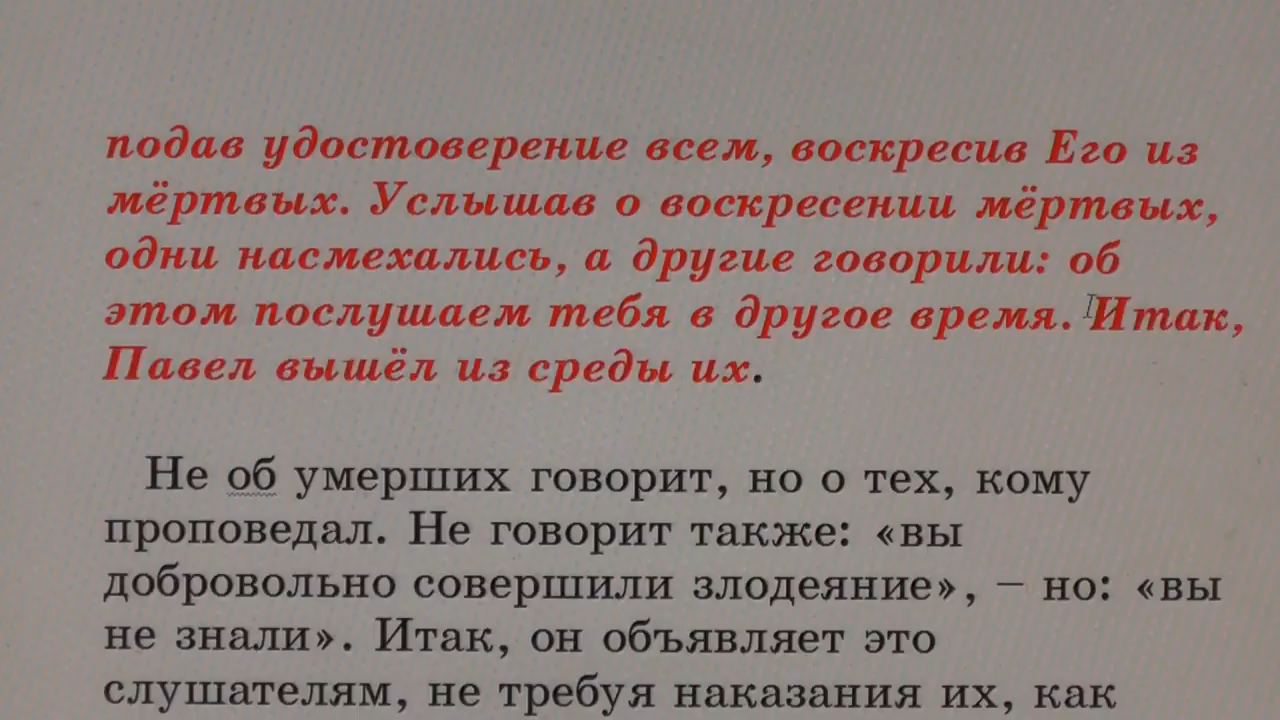 подав удостоверение всем, воскресив Его из
мёртвых. Услышав о воскресении мёртвых,
одни насмехались, а другие говорили: об
этом послушаем тебя в другое время. Итак,
Павел вышёл из среды их.
Не об умерших говорит, но о тех, кому
проповедал. Не говорит также: «вы
добровольно совершили злодеяние», – но: «вы
не знали». Итак, он объявляет это
слушателям, не требуя наказания их, как